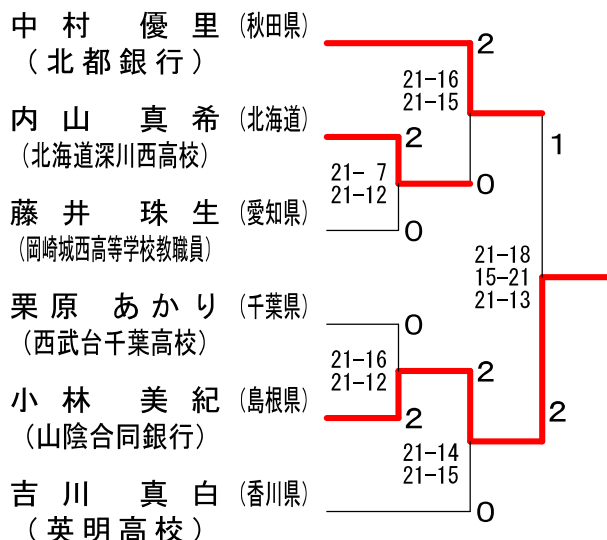 中村 優里 (秋田県)
(北都銀行)
2
21-16
21-15
内山 真希 (北海道)
(北海道深川西高校)
2
1
21- 7
21-12
0
藤井 珠生 (愛知県)
(岡崎城西高等学校教職員)
0
21-18
15-21
21-13
栗原 あかり (千葉県)
(西武台千葉高校)
0
21-16
21-12
2
小林 美紀 (島根県)
(山陰合同銀行)
2
2
21-14
21-15
吉川 真白 (香川県)
(英明高校)
0